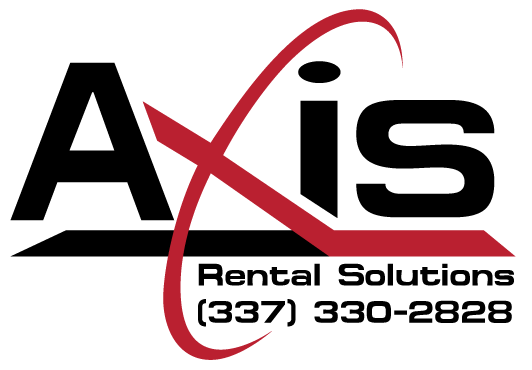 Axis
Rental Solutions
(337) 330-2828